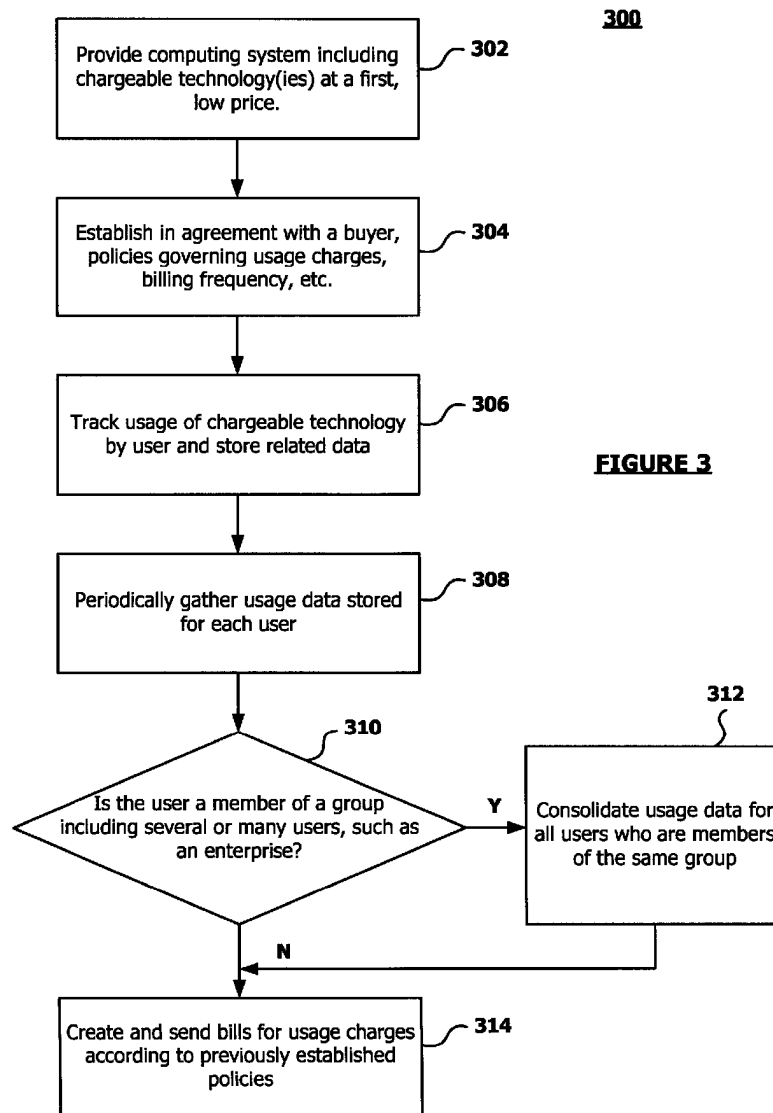 300
Provide computing system including
chargeable technology(ies) at a first,
low price.
302
Establish in agreement with a buyer,
policies governing usage charges,
billing frequency, etc.
304
Track usage of chargeable technology
by user and store related data
306
FIGURE 3
Periodically gather usage data stored
for each user
308
310
Is the user a member of a group
including several or many users, such as
an enterprise?
Y
312
Consolidate usage data for
all users who are members
of the same group
N
Create and send bills for usage charges
according to previously established
policies
314